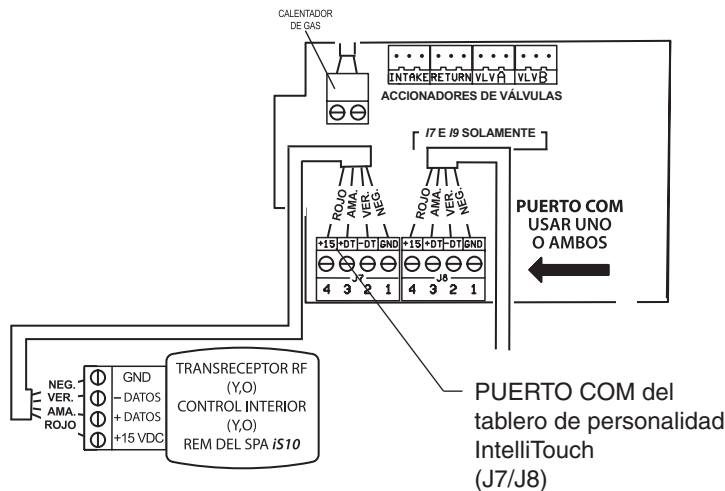 CALENTADOR
DE GAS
INTAKE RETURN VLV A VLV B
ACCIONADORES DE VÁLVULAS
I7 E I9 SOLAMENTE
ROJO AMA. VER. NEG. ROJO AMA. VER. NEG.
PUERTO COM
USAR UNO
O AMBOS
+15 +DT -DT GND +15 +DT -DT GND
J7 J8
4 3 2 1 4 3 2 1
NEG. GND
VER. – DATOS
AMA. + DATOS
ROJO +15 VDC
TRANSRECEPTOR RF
(Y,O)
CONTROL INTERIOR
(Y,O)
REM DEL SPA iS10
PUERTO COM del
tablero de personalidad
IntelliTouch
(J7/J8)